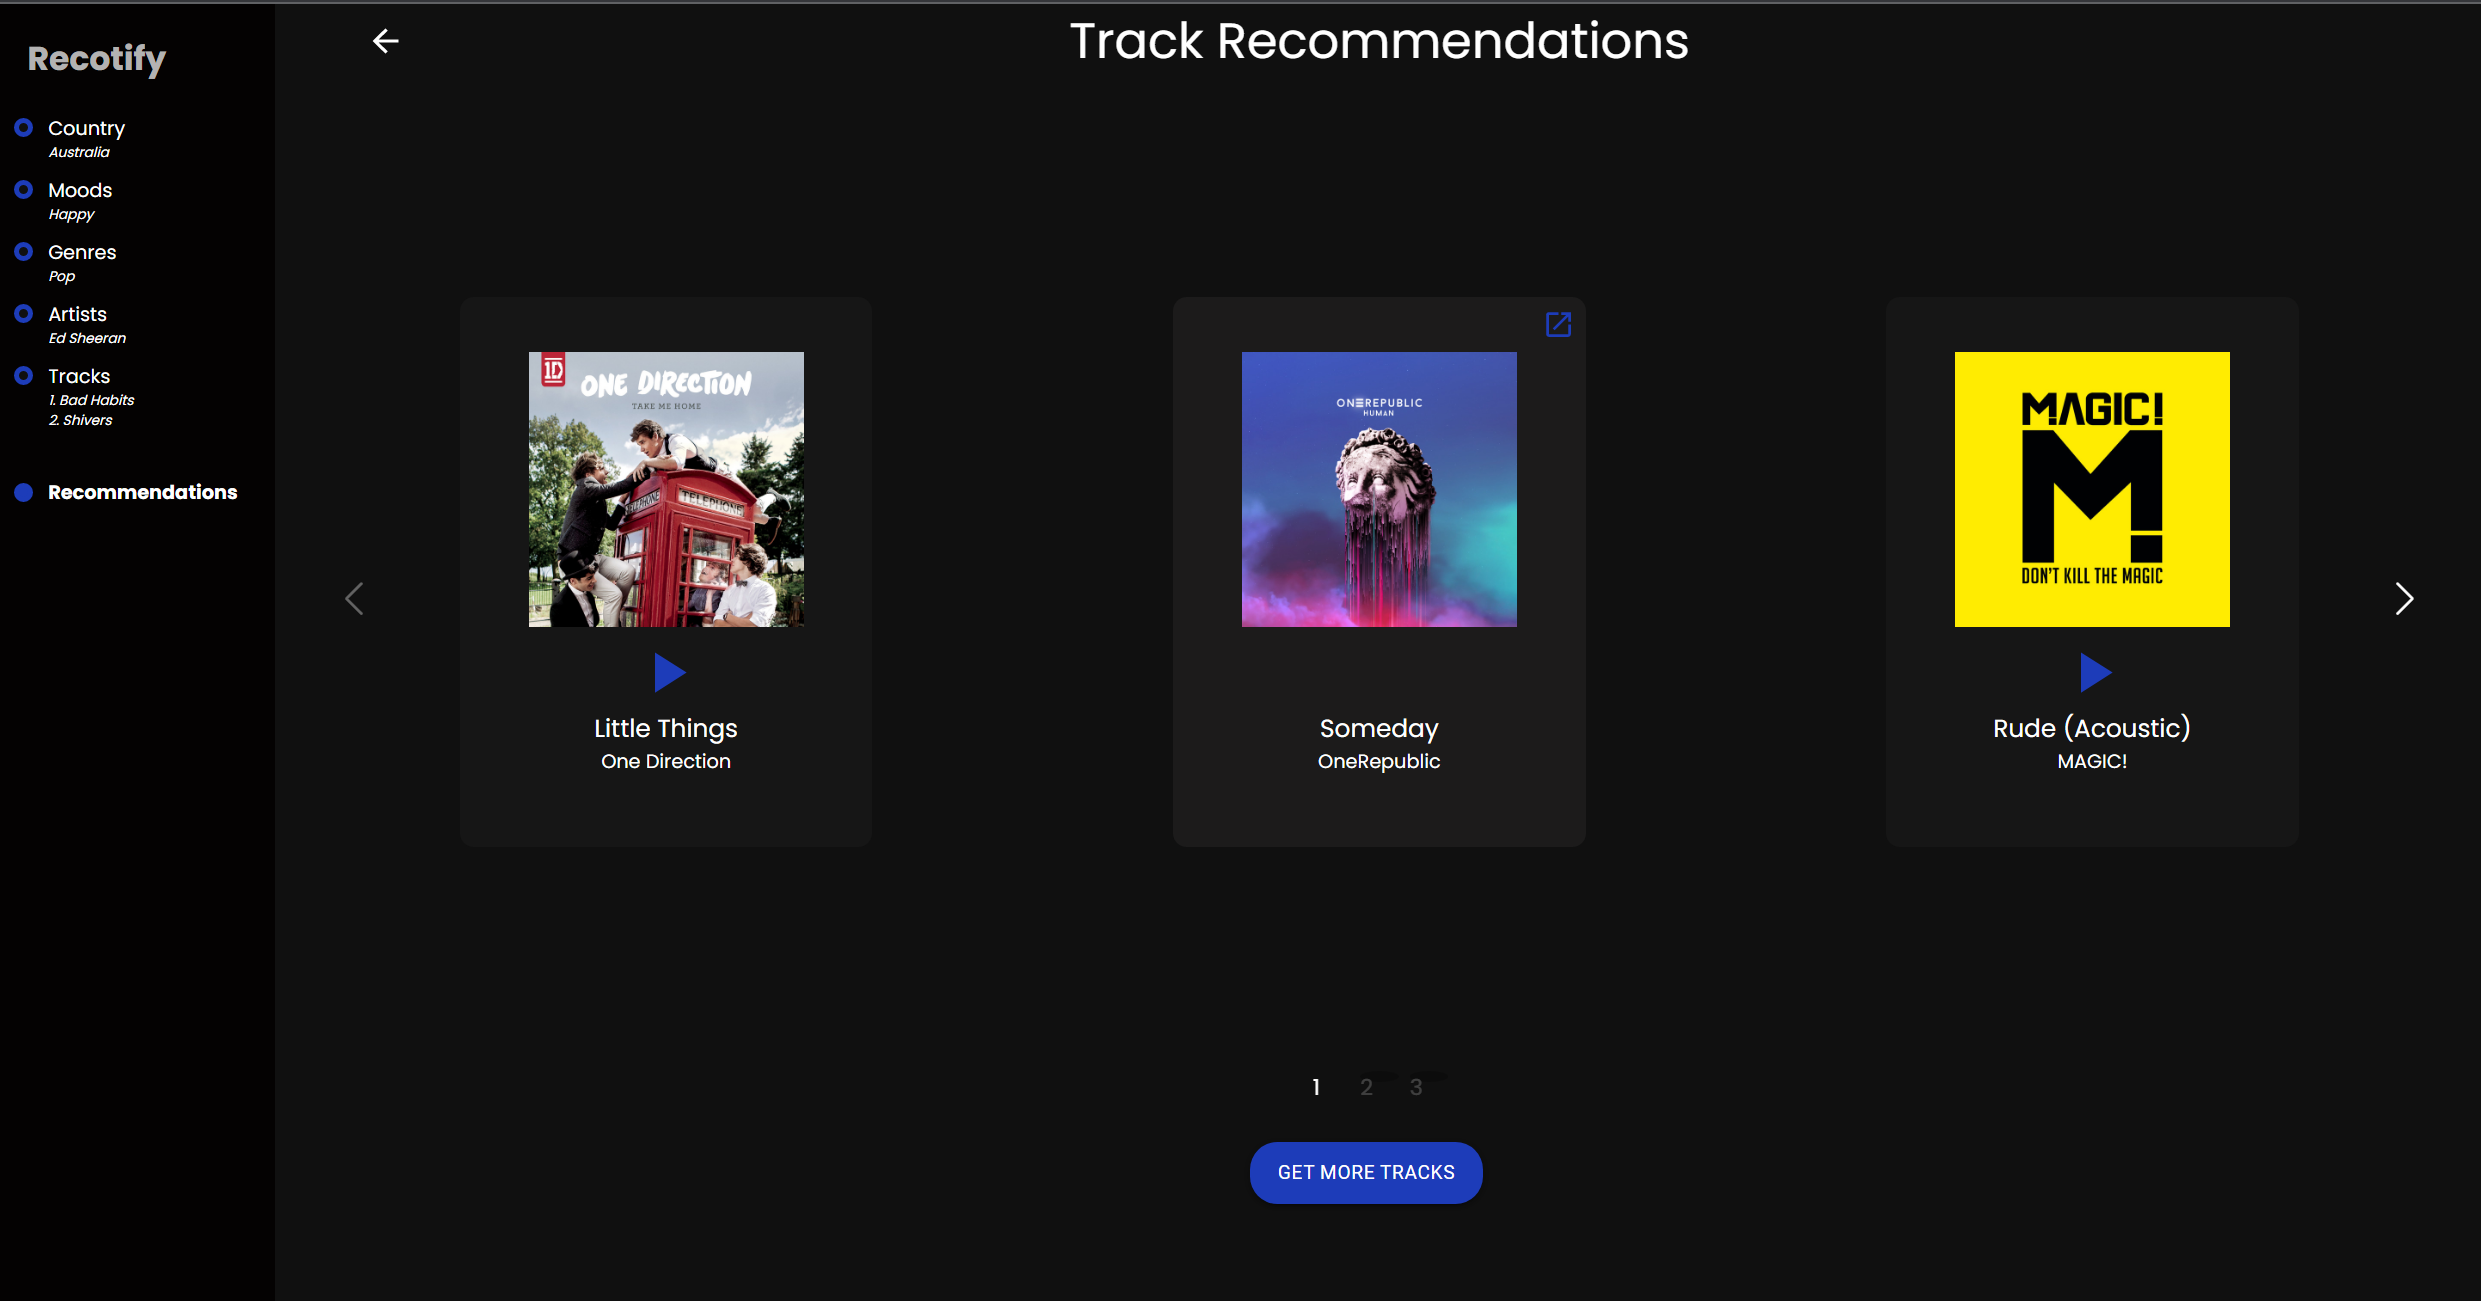 Recotify
Country
Australia
Moods
Happy
Genres
Pop
Artists
Ed Sheeran
Tracks
1. Bad Habits
2. Shivers
Recommendations
Track Recommendations
1D
ONE DIRECTION
TAKE ME HOME
TELEPHONE
TELEPHONE
Little Things
One Direction
ONEREPUBLIC
HUMAN
Someday
OneRepublic
MAGIC!
M!
DON'T KILL THE MAGIC
Rude (Acoustic)
MAGIC!
1 2 3
GET MORE TRACKS